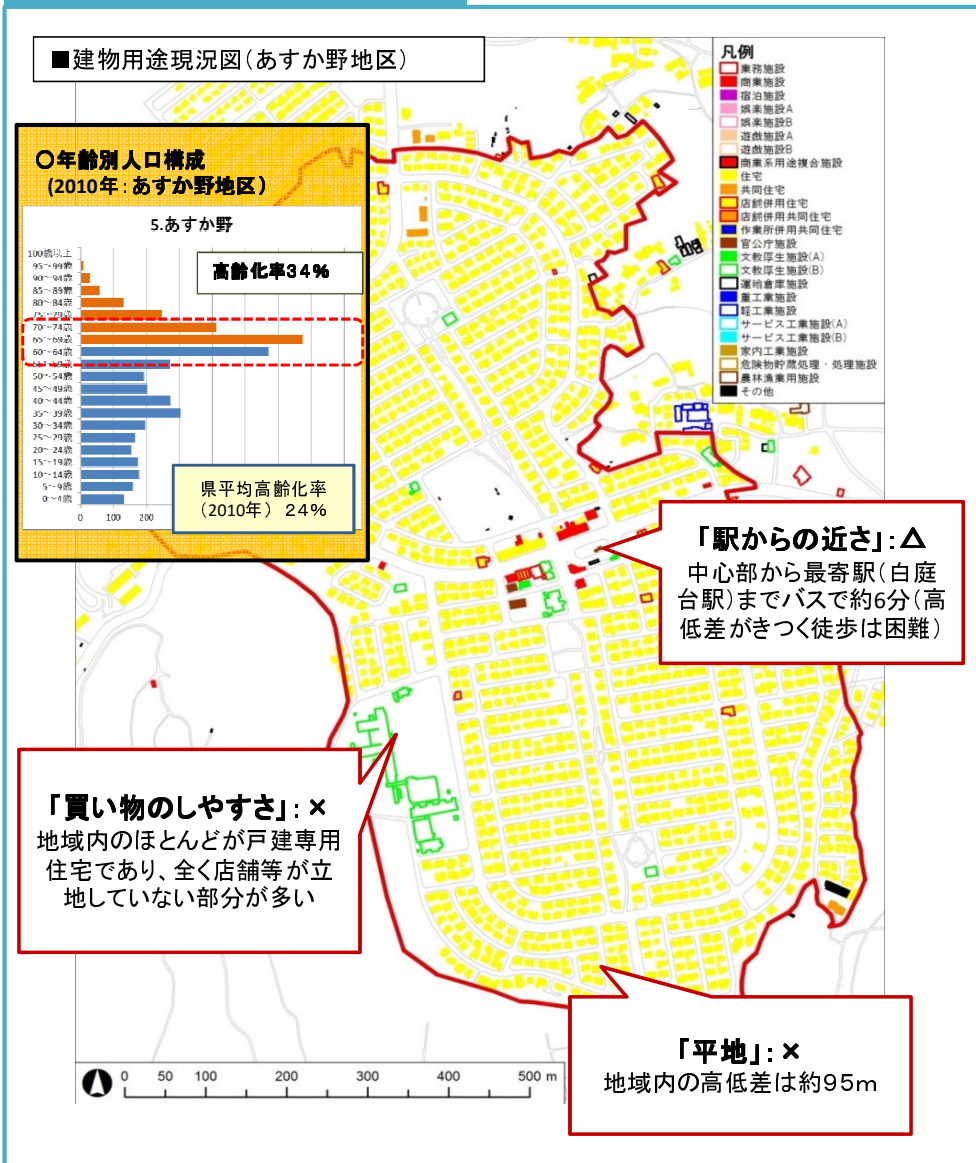 ■建物用途現況図(あすか野地区)
凡例
業務施設
商業施設
宿泊施設
娯楽施設A
娯楽施設B
遊戯施設A
遊戯施設B
商業系用途複合施設
住宅
共同住宅
店舗併用住宅
店舗併用共同住宅
作業所併用共同住宅
官公庁施設
文教厚生施設(A)
文教厚生施設(B)
運輸倉庫施設
重工業施設
軽工業施設
サービス工業施設(A)
サービス工業施設(B)
家内工業施設
危険物貯蔵処理・処理施設
農林漁業用施設
その他
○年齢別人口構成
(2010年:あすか野地区)
5.あすか野
高齢化率34%
100歳以上
95~99歳
90~94歳
85~89歳
80~84歳
75~79歳
70~74歳
65~69歳
60~64歳
55~59歳
50~54歳
45~49歳
40~44歳
35~39歳
30~34歳
25~29歳
20~24歳
15~19歳
10~14歳
5~9歳
0~4歳
0 100 200
県平均高齢化率
(2010年) 24%
「駅からの近さ」:△
中心部から最寄駅(白庭
台駅)までバスで約6分(高
低差がきつく徒歩は困難)
「買い物のしやすさ」:×
地域内のほとんどが戸建専用
住宅であり、全く店舗等が立
地していない部分が多い
「平地」:×
地域内の高低差は約95m
0 50 100 200 300 400 500 m